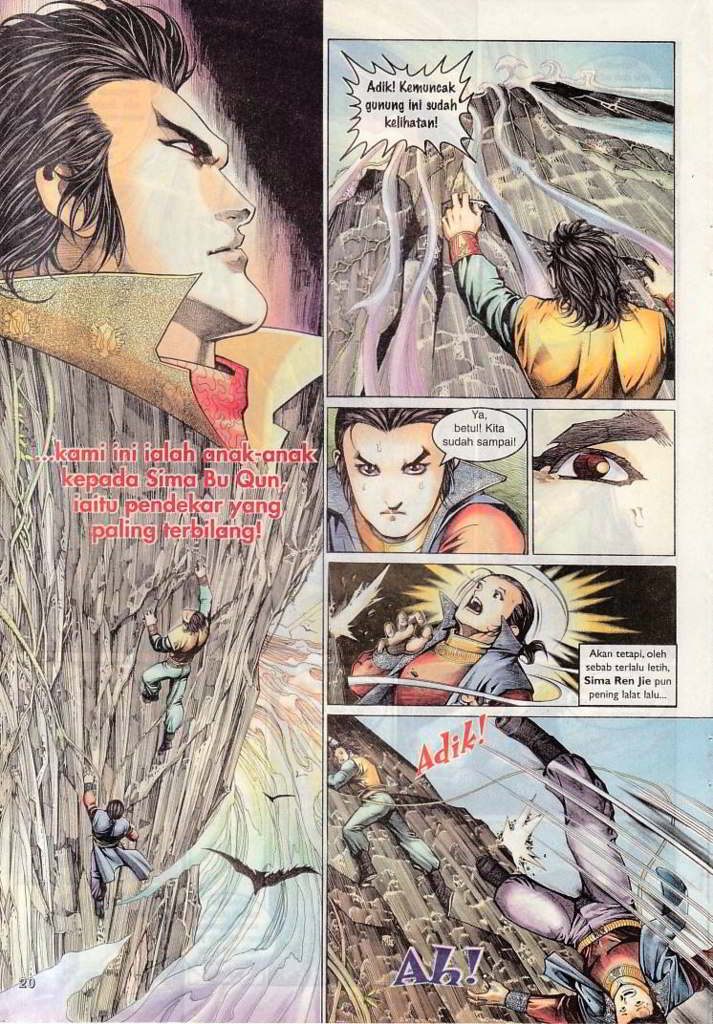 ...kami ini ialah anak-anak
kepada Sima Bu Qun,
iaitu pendekar yang
paling terbilang!
Adik! Kemuncak
gunung ini sudah
kelihatan!
Ya,
betul! Kita
sudah sampai!
Akan tetapi, oleh
sebab terlalu letih,
Sima Ren Jie pun
pening lalat lalu...
Adik!
Ah!
20